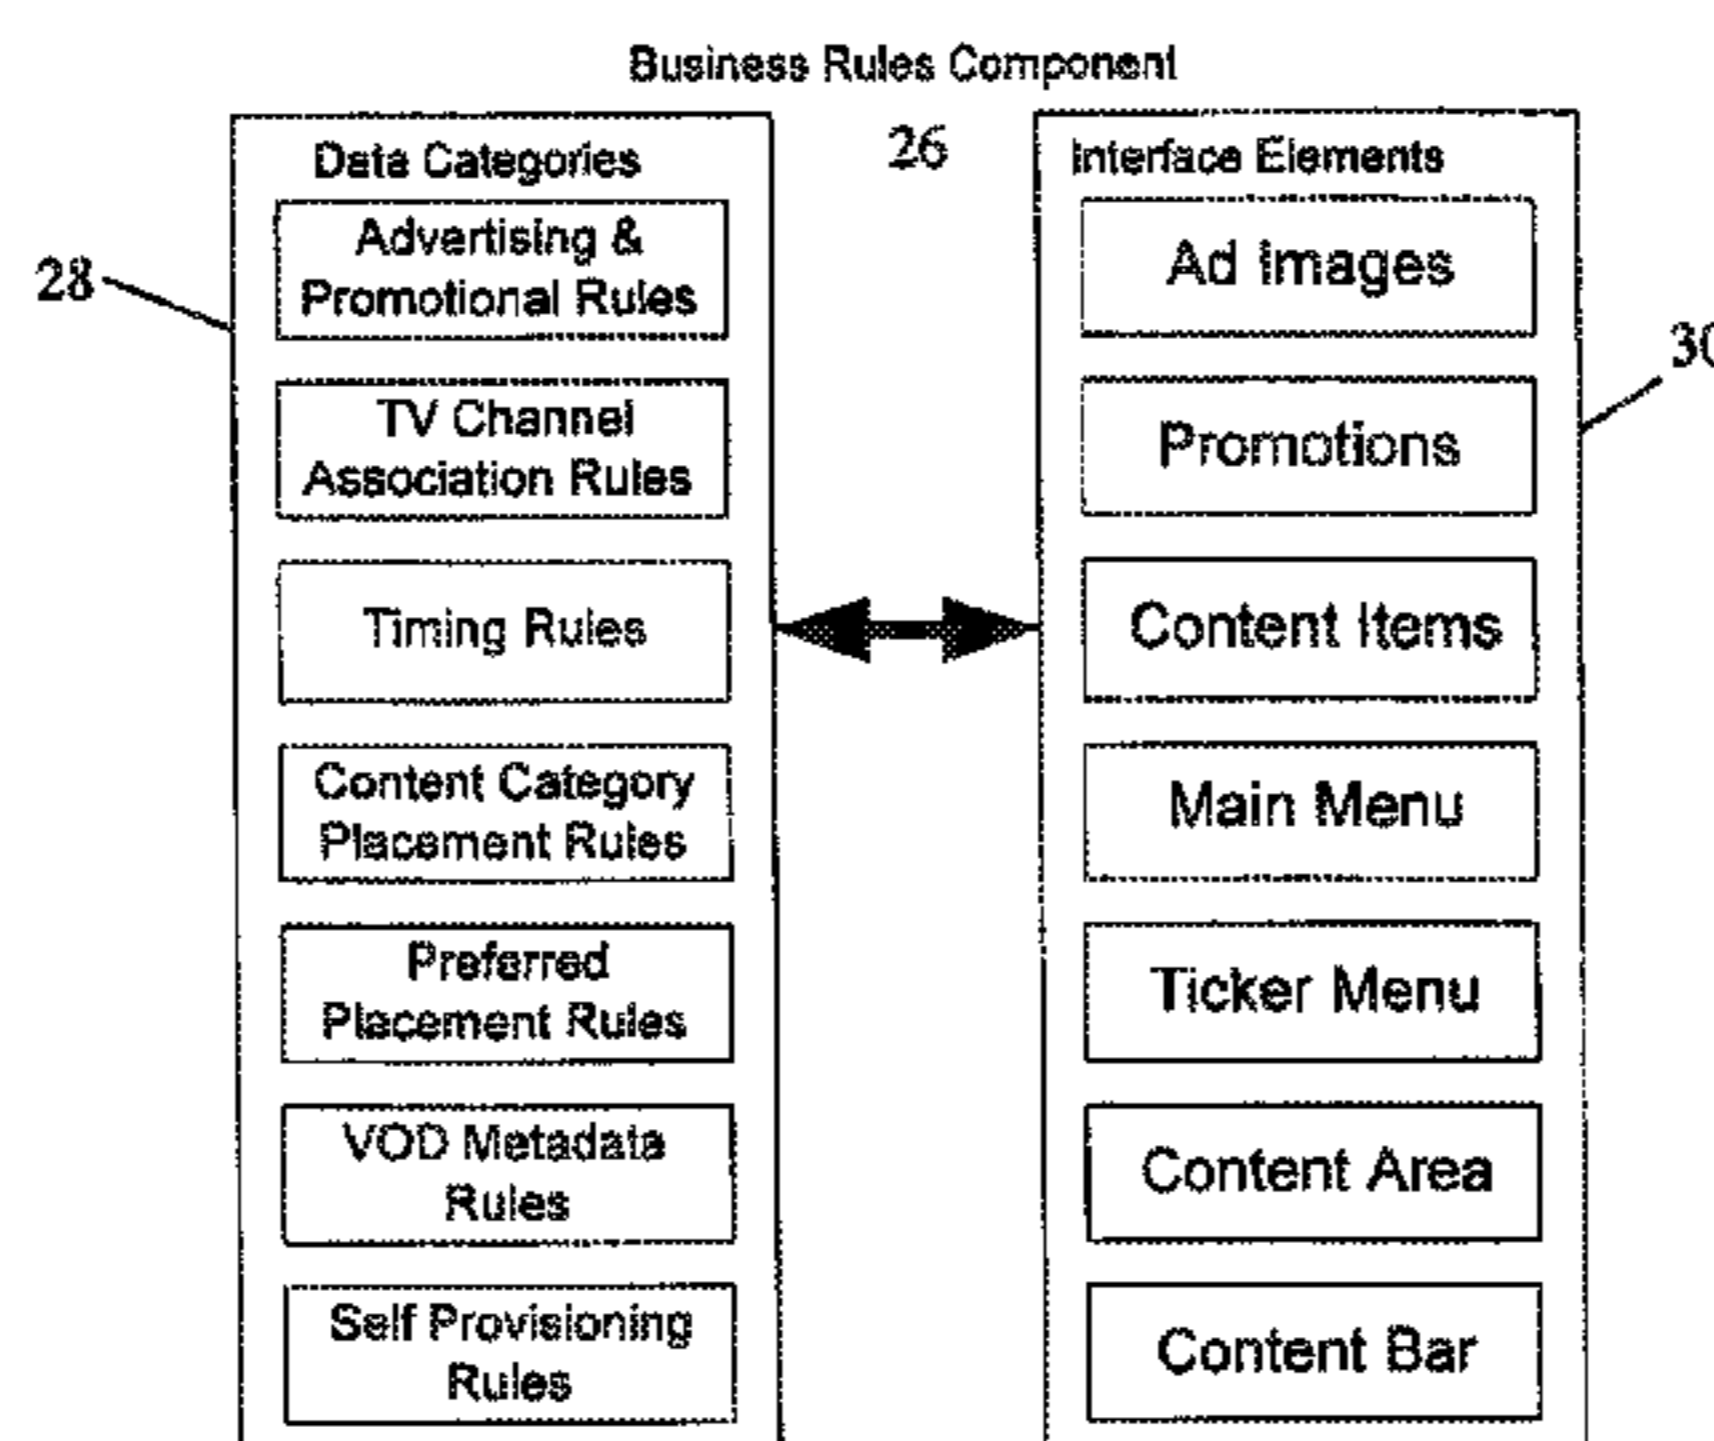 Business Rules Component
26
Data Categories
28
Advertising &
Promotional Rules
TV Channel
Association Rules
Timing Rules
Content Category
Placement Rules
Preferred
Placement Rules
VOD Metadata
Rules
Self Provisioning
Rules
Interface Elements
30
Ad Images
Promotions
Content Items
Main Menu
Ticker Menu
Content Area
Content Bar